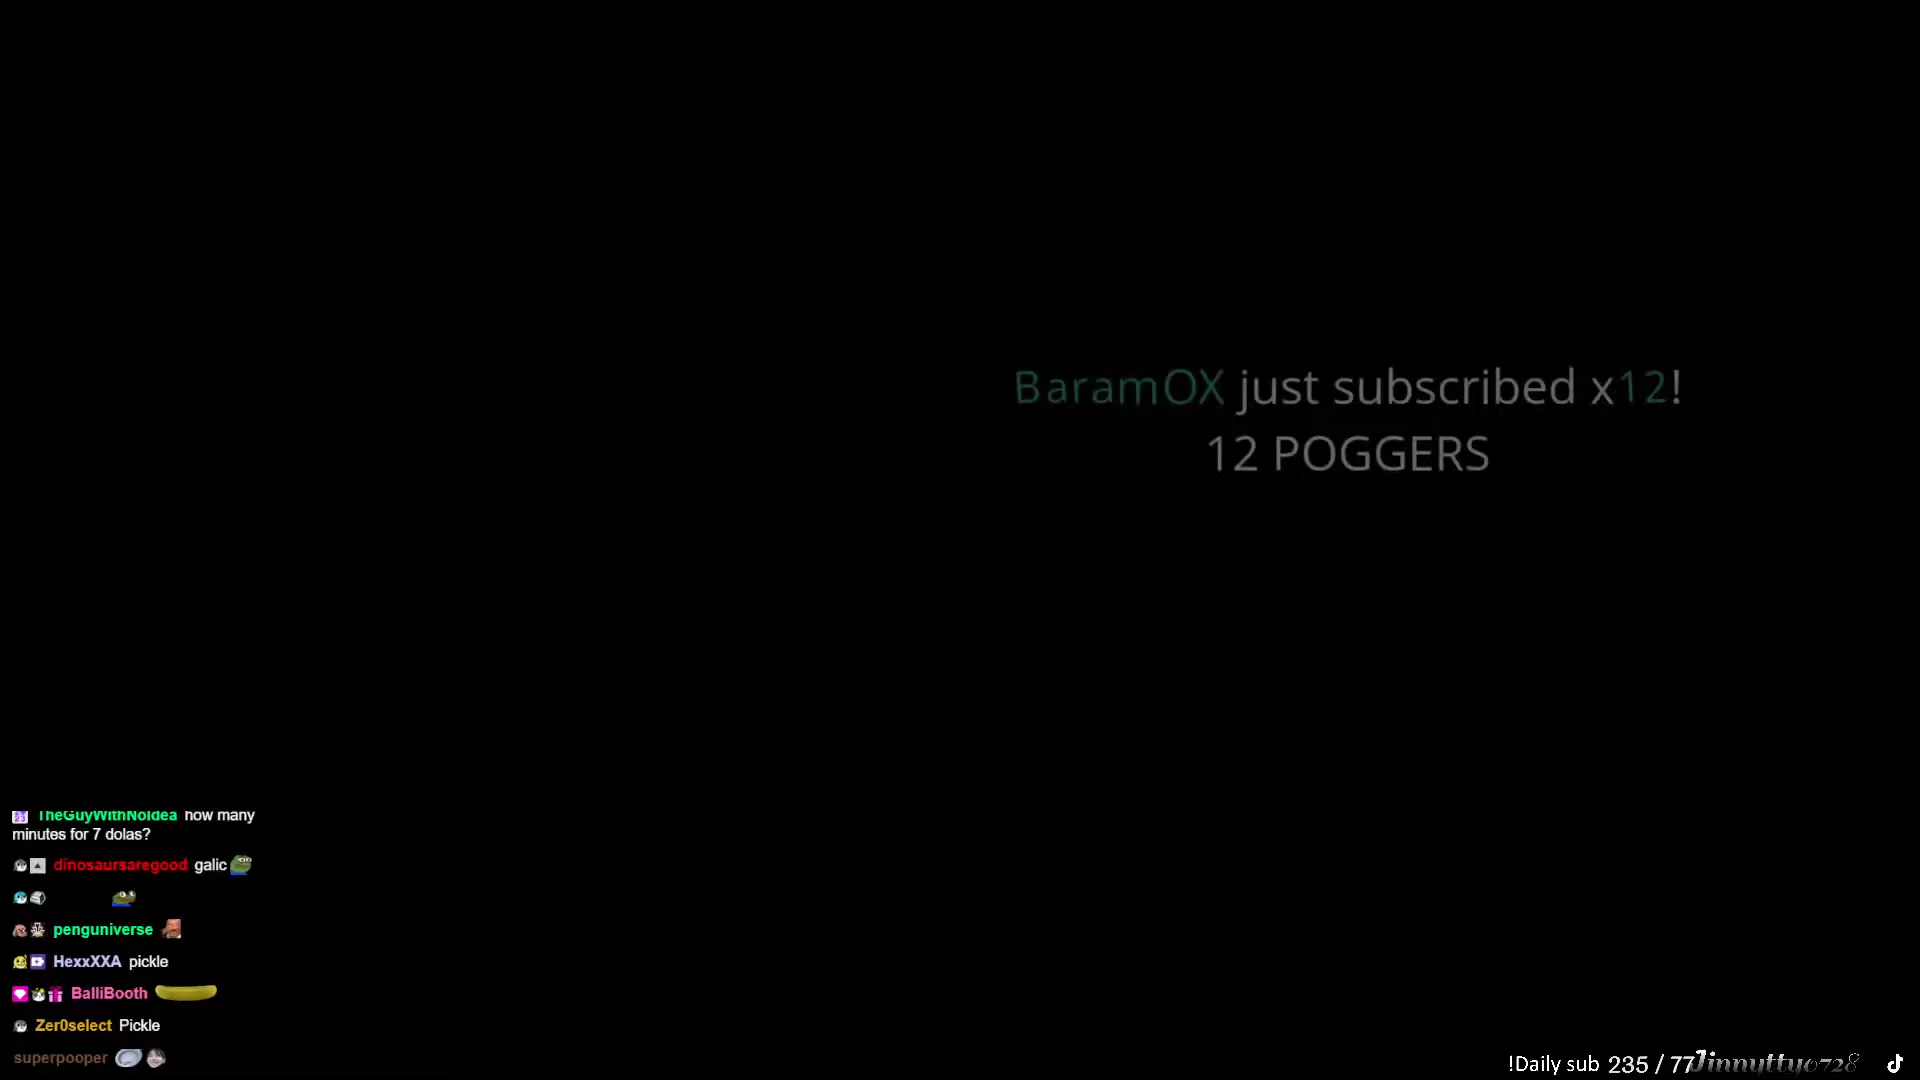 BaramOX just subscribed x12!
12 POGGERS
TheGuyWithNoIdea how many
minutes for 7 dolas?
dinosaursaregood galic
penguniverse
HexxXXA pickle
BalliBooth
Zer0select Pickle
superpooper
!Daily sub 235 / 77
Jinnutty0728